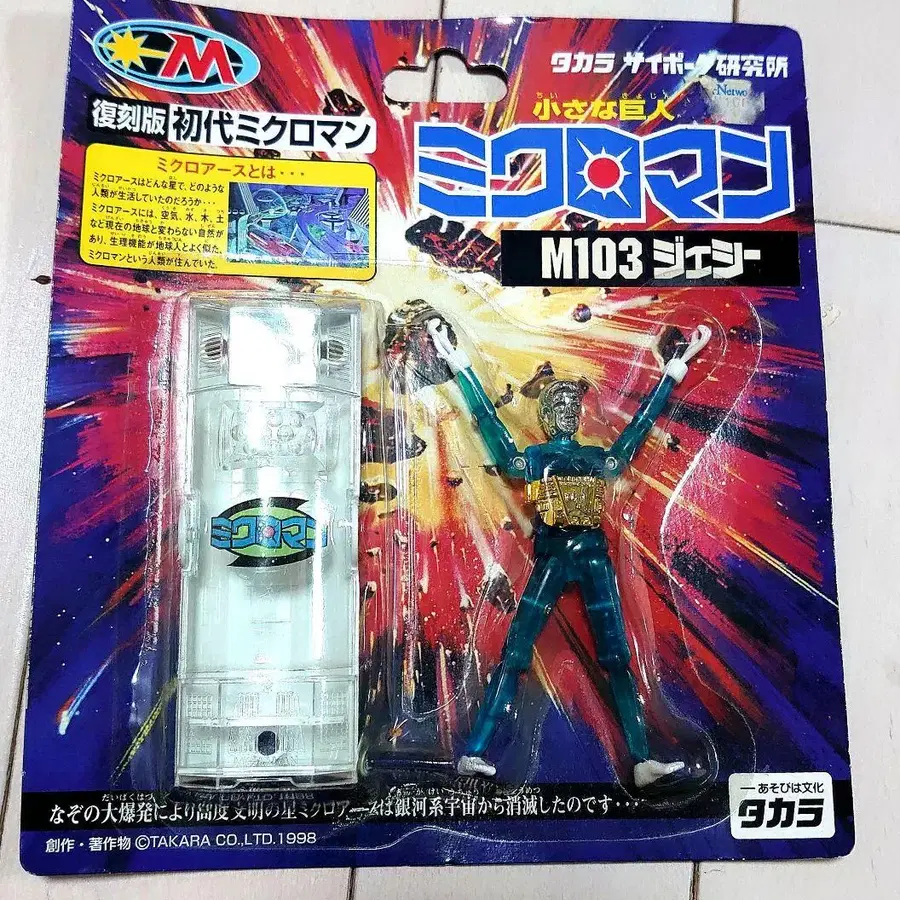 M
復刻版 初代ミクロマン
ミクロアースとは・・・
ミクロアースはどんな星で、どのような
人類が生活していたのだろうか…
ミクロアースには、空気、水、木、土
など現在の地球と変わらない自然が
あり、生理機能が地球人とよく似た、
ミクロマンという人類が住んでいた。
タカラ サイボーグ研究所
Netwo
小さな巨人
ミクロマン
M103 ジェシー
ミクロマン
なぞの大爆発により高度文明の星ミクロアースは銀河系宇宙から消滅したのです・・・・
創作・著作物 ©TAKARA CO.,LTD.1998
あそびは文化
タカラ